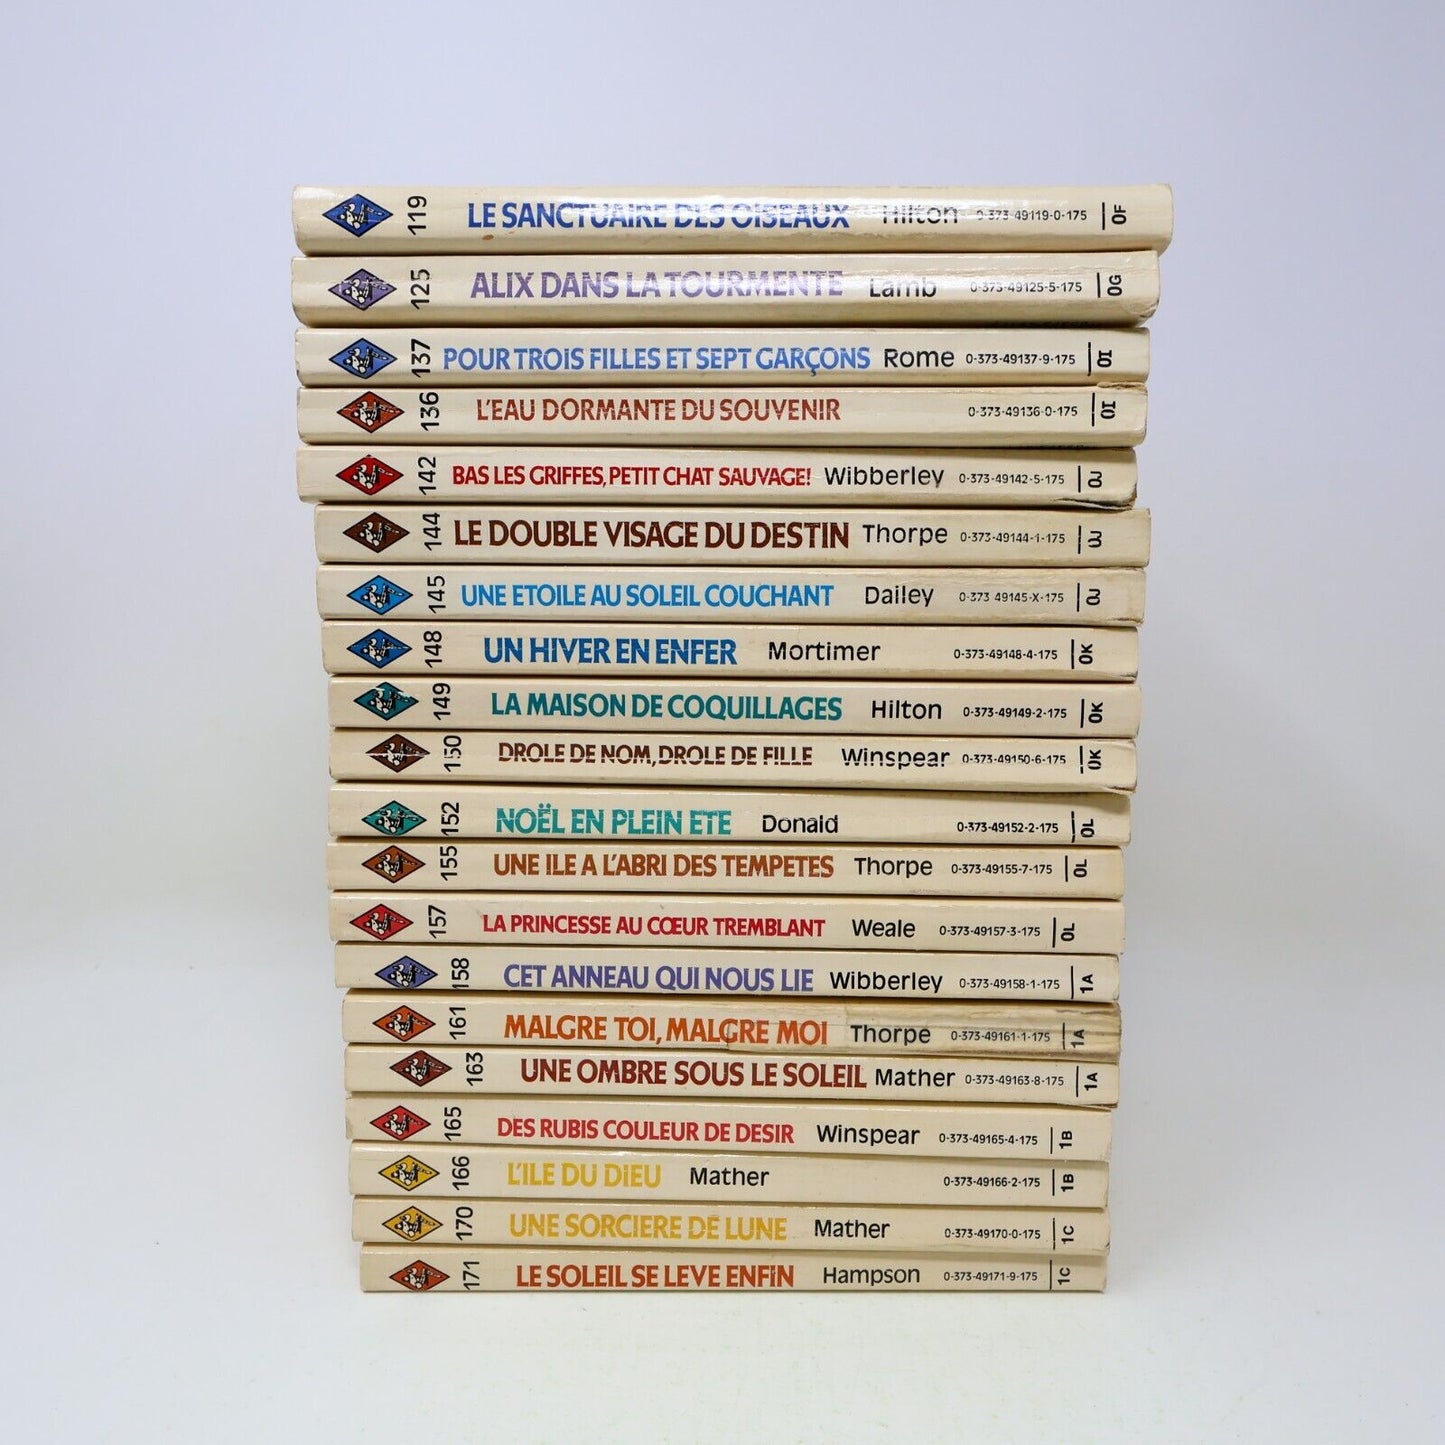 119 LE SANCTUAIRE DES OISEAUX Hilton 0-373-49119-0-175 0F
125 ALIX DANS LA TOURMENTE Lamb 0-373-49125-5-175 0G
137 POUR TROIS FILLES ET SEPT GARÇONS Rome 0-373-49137-9-175 0I
136 L'EAU DORMANTE DU SOUVENIR 0-373-49136-0-175 0I
142 BAS LES GRIFFES, PETIT CHAT SAUVAGE! Wibberley 0-373-49142-5-175 0J
144 LE DOUBLE VISAGE DU DESTIN Thorpe 0-373-49144-1-175 0J
145 UNE ETOILE AU SOLEIL COUCHANT Dailey 0-373 49145-X-175 0J
148 UN HIVER EN ENFER Mortimer 0-373-49148-4-175 0K
149 LA MAISON DE COQUILLAGES Hilton 0-373-49149-2-175 0K
150 DROLE DE NOM, DROLE DE FILLE Winspear 0-373-49150-6-175 0K
152 NOËL EN PLEIN ETE Donald 0-373-49152-2-175 0L
155 UNE ILE A L'ABRI DES TEMPETES Thorpe 0-373-49155-7-175 0L
157 LA PRINCESSE AU CŒUR TREMBLANT Weale 0-373-49157-3-175 0L
158 CET ANNEAU QUI NOUS LIE Wibberley 0-373-49158-1-175 1A
161 MALGRE TOI, MALGRE MOI Thorpe 0-373-49161-1-175 1A
163 UNE OMBRE SOUS LE SOLEIL Mather 0-373-49163-8-175 1A
165 DES RUBIS COULEUR DE DESIR Winspear 0-373-49165-4-175 1B
166 L'ILE DU DIEU Mather 0-373-49166-2-175 1B
170 UNE SORCIERE DE LUNE Mather 0-373-49170-0-175 1C
171 LE SOLEIL SE LEVE ENFIN Hampson 0-373-49171-9-175 1C